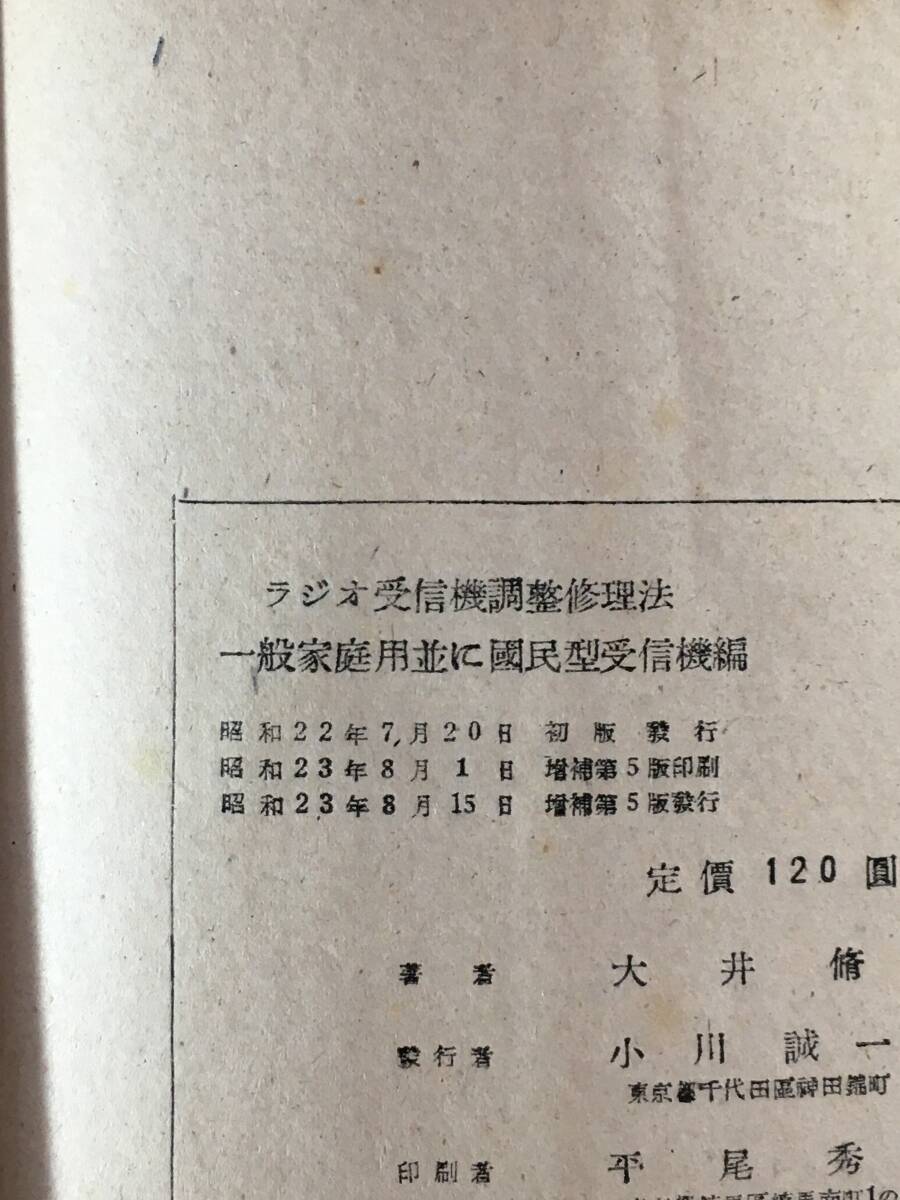 ラジオ受信機調整修理法
一般家庭用並に國民型受信機編
昭和22年7月20日 初版發行
昭和23年8月1日 增補第5版印刷
昭和23年8月15日 增補第5版發行
定價 120 圓
著者 大井脩
發行者 小川誠一
東京都千代田區神田錦町
印刷者 平尾秀